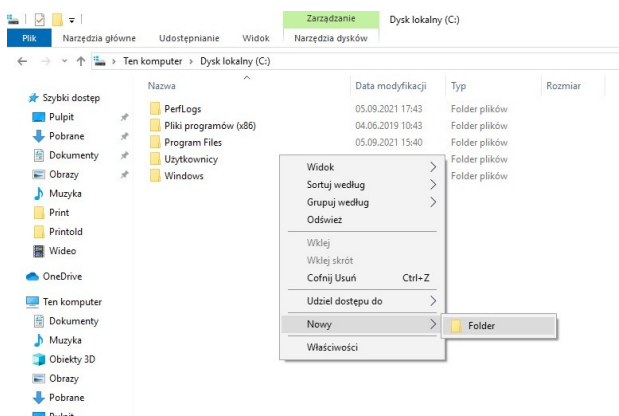 Zarządzanie Dysk lokalny (C:)
Plik Narzędzia główne Udostępnianie Widok Narzędzia dysków
Ten komputer > Dysk lokalny (C:)
Nazwa Data modyfikacji Typ Rozmiar
Szybki dostęp
Pulpit
Pobrane
Dokumenty
Obrazy
Muzyka
Print
Printold
Wideo
OneDrive
Ten komputer
Dokumenty
Muzyka
Obiekty 3D
Obrazy
Pobrane
Pulpit
PerfLogs 05.09.2021 17:43 Folder plików
Pliki programów (x86) 04.06.2019 10:43 Folder plików
Program Files 05.09.2021 15:40 Folder plików
Użytkownicy Folder plików
Windows Folder plików
Widok
Sortuj według
Grupuj według
Odśwież
Wklej
Wklej skrót
Cofnij Usuń Ctrl+Z
Udziel dostępu do
Nowy
Folder
Właściwości